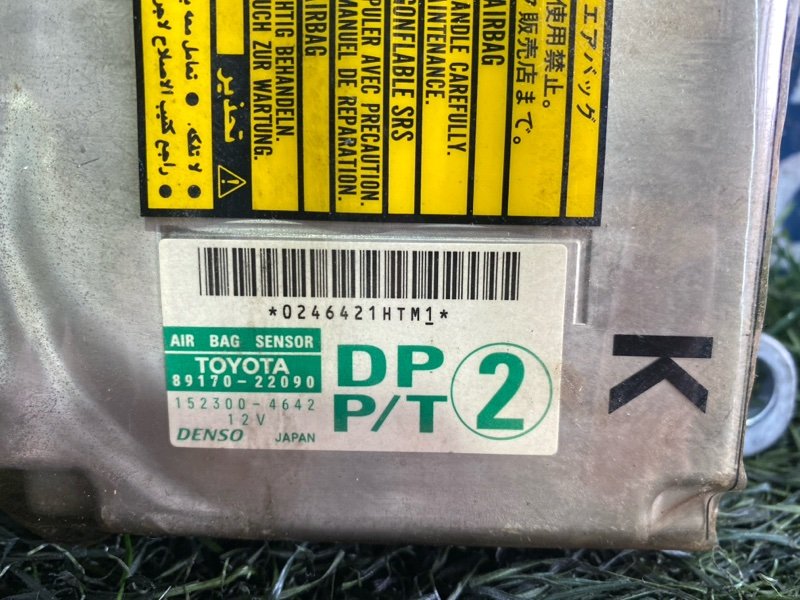 エアバッグ
使用禁止。
販売店まで。
AIRBAG
HANDLE CAREFULLY.
MAINTENANCE.
GONFLABLE SRS
PULER AVEC PRECAUTION.
MANUEL DE REPARATION.
AIRBAG
HTIG BEHANDELN.
UCH ZUR WARTUNG.
تحذير
*0246421HTM1*
AIR BAG SENSOR
TOYOTA
89170-22090
152300-4642
12V
DENSO JAPAN
DP
P/T
2
K